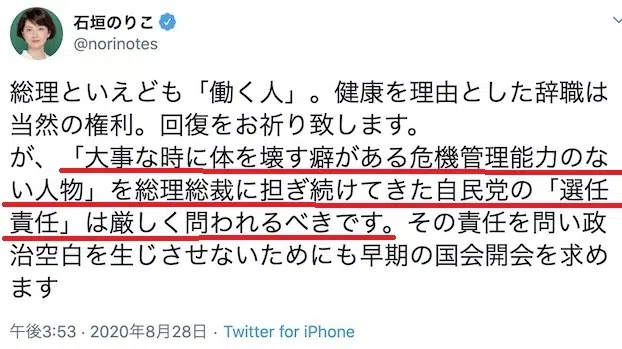 石垣のりこ
@norinotes
総理といえども「働く人」。健康を理由とした辞職は
当然の権利。回復をお祈り致します。
が、「大事な時に体を壊す癖がある危機管理能力のな
い人物」を総理総裁に担ぎ続けてきた自民党の「選任
責任」は厳しく問われるべきです。その責任を問い政
治空白を生じさせないためにも早期の国会開会を求め
ます
午後3:53 · 2020年8月28日 · Twitter for iPhone